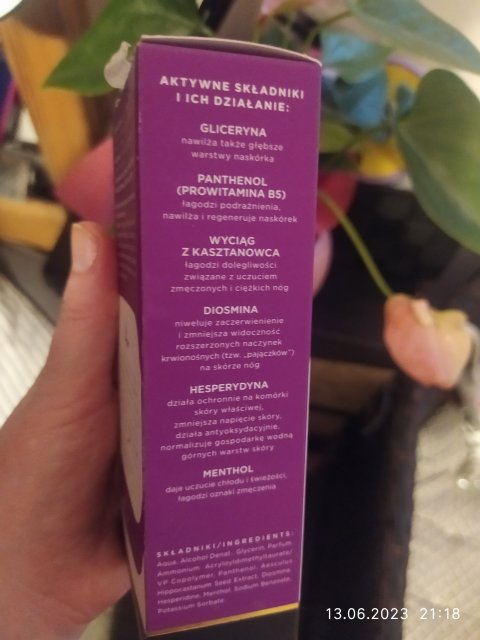 AKTYWNE SKŁADNIKI
I ICH DZIAŁANIE:
GLICERYNA
nawilża także głębsze
warstwy naskórka
PANTHENOL
(PROWITAMINA B5)
łagodzi podrażnienia,
nawilża i regeneruje naskórek
WYCIĄG
Z KASZTANOWCA
łagodzi dolegliwości
związane z uczuciem
zmęczonych i ciężkich nóg
DIOSMINA
niweluje zaczerwienienie
i zmniejsza widoczność
rozszerzonych naczynek
krwionośnych (tzw. „pajączków")
na skórze nóg
HESPERYDYNA
działa ochronnie na komórki
skóry właściwej,
zmniejsza napięcie skóry,
działa antyoksydacyjnie,
normalizuje gospodarkę wodną
górnych warstw skóry
MENTHOL
daje uczucie chłodu i świeżości,
łagodzi oznaki zmęczenia
SKŁADNIKI/INGREDIENTS:
Aqua, Alcohol Denat., Glycerin, Parfum,
Ammonium Acryloyldimethyltaurate/
VP Copolymer, Panthenol, Aesculus
Hippocastanum Seed Extract, Diosmine,
Hesperidine, Menthol, Sodium Benzoate,
Potassium Sorbate.
13.06.2023 21:18